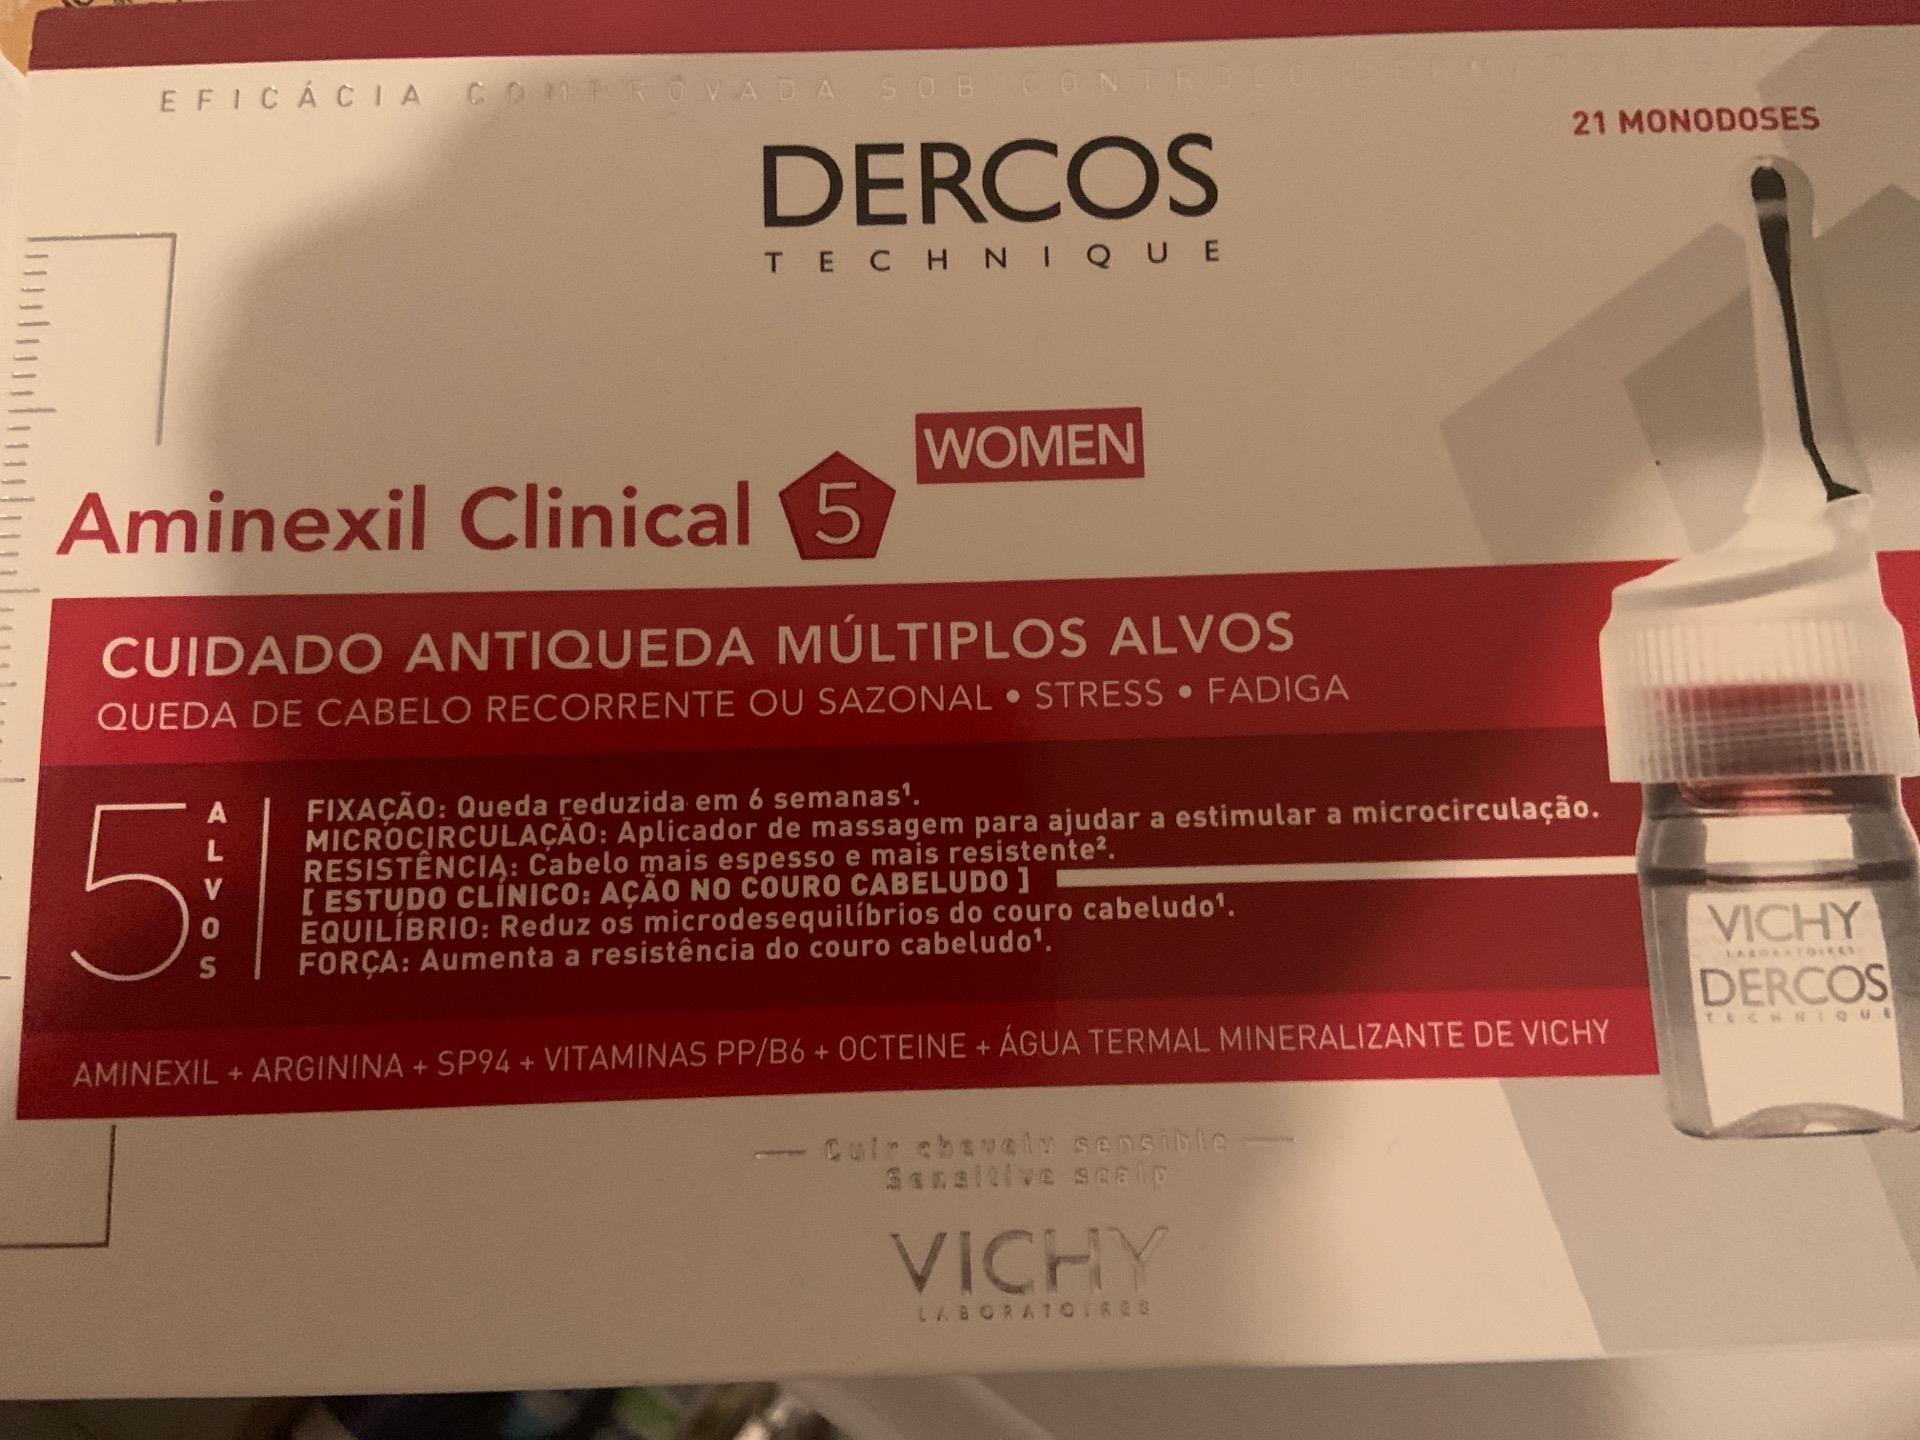 EFICÁCIA COMPROVADA SOB CONTROLO
21 MONODOSES
DERCOS
TECHNIQUE
WOMEN
Aminexil Clinical 5
CUIDADO ANTIQUEDA MÚLTIPLOS ALVOS
QUEDA DE CABELO RECORRENTE OU SAZONAL • STRESS • FADIGA
5 ALVOS
FIXAÇÃO: Queda reduzida em 6 semanas¹.
MICROCIRCULAÇÃO: Aplicador de massagem para ajudar a estimular a microcirculação.
RESISTÊNCIA: Cabelo mais espesso e mais resistente².
[ ESTUDO CLÍNICO: AÇÃO NO COURO CABELUDO ]
EQUILÍBRIO: Reduz os microdesequilíbrios do couro cabeludo¹.
FORÇA: Aumenta a resistência do couro cabeludo¹.
VICHY
LABORATOIRES
DERCOS
TECHNIQUE
AMINEXIL + ARGININA + SP94 + VITAMINAS PP/B6 + OCTEINE + ÁGUA TERMAL MINERALIZANTE DE VICHY
Cuir chevelu sensible
Sensitive scalp
VICHY
LABORATOIRES